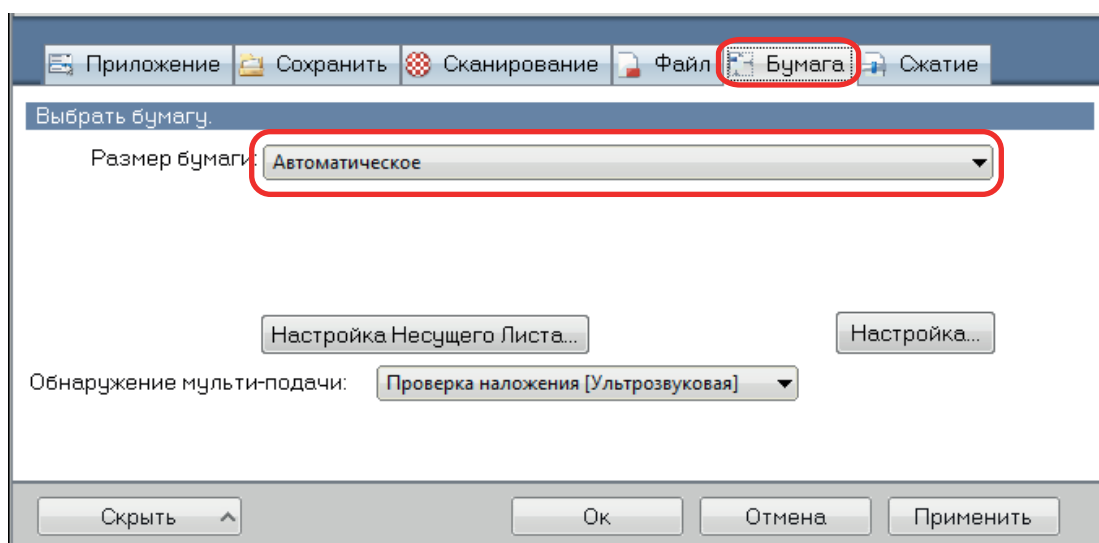 Приложение Сохранить Сканирование Файл Бумага Сжатие
Выбрать бумагу.
Размер бумаги: Автоматическое
Настройка Несущего Листа... Настройка...
Обнаружение мульти-подачи: Проверка наложения [Ультрозвуковая]
Скрыть Ок Отмена Применить